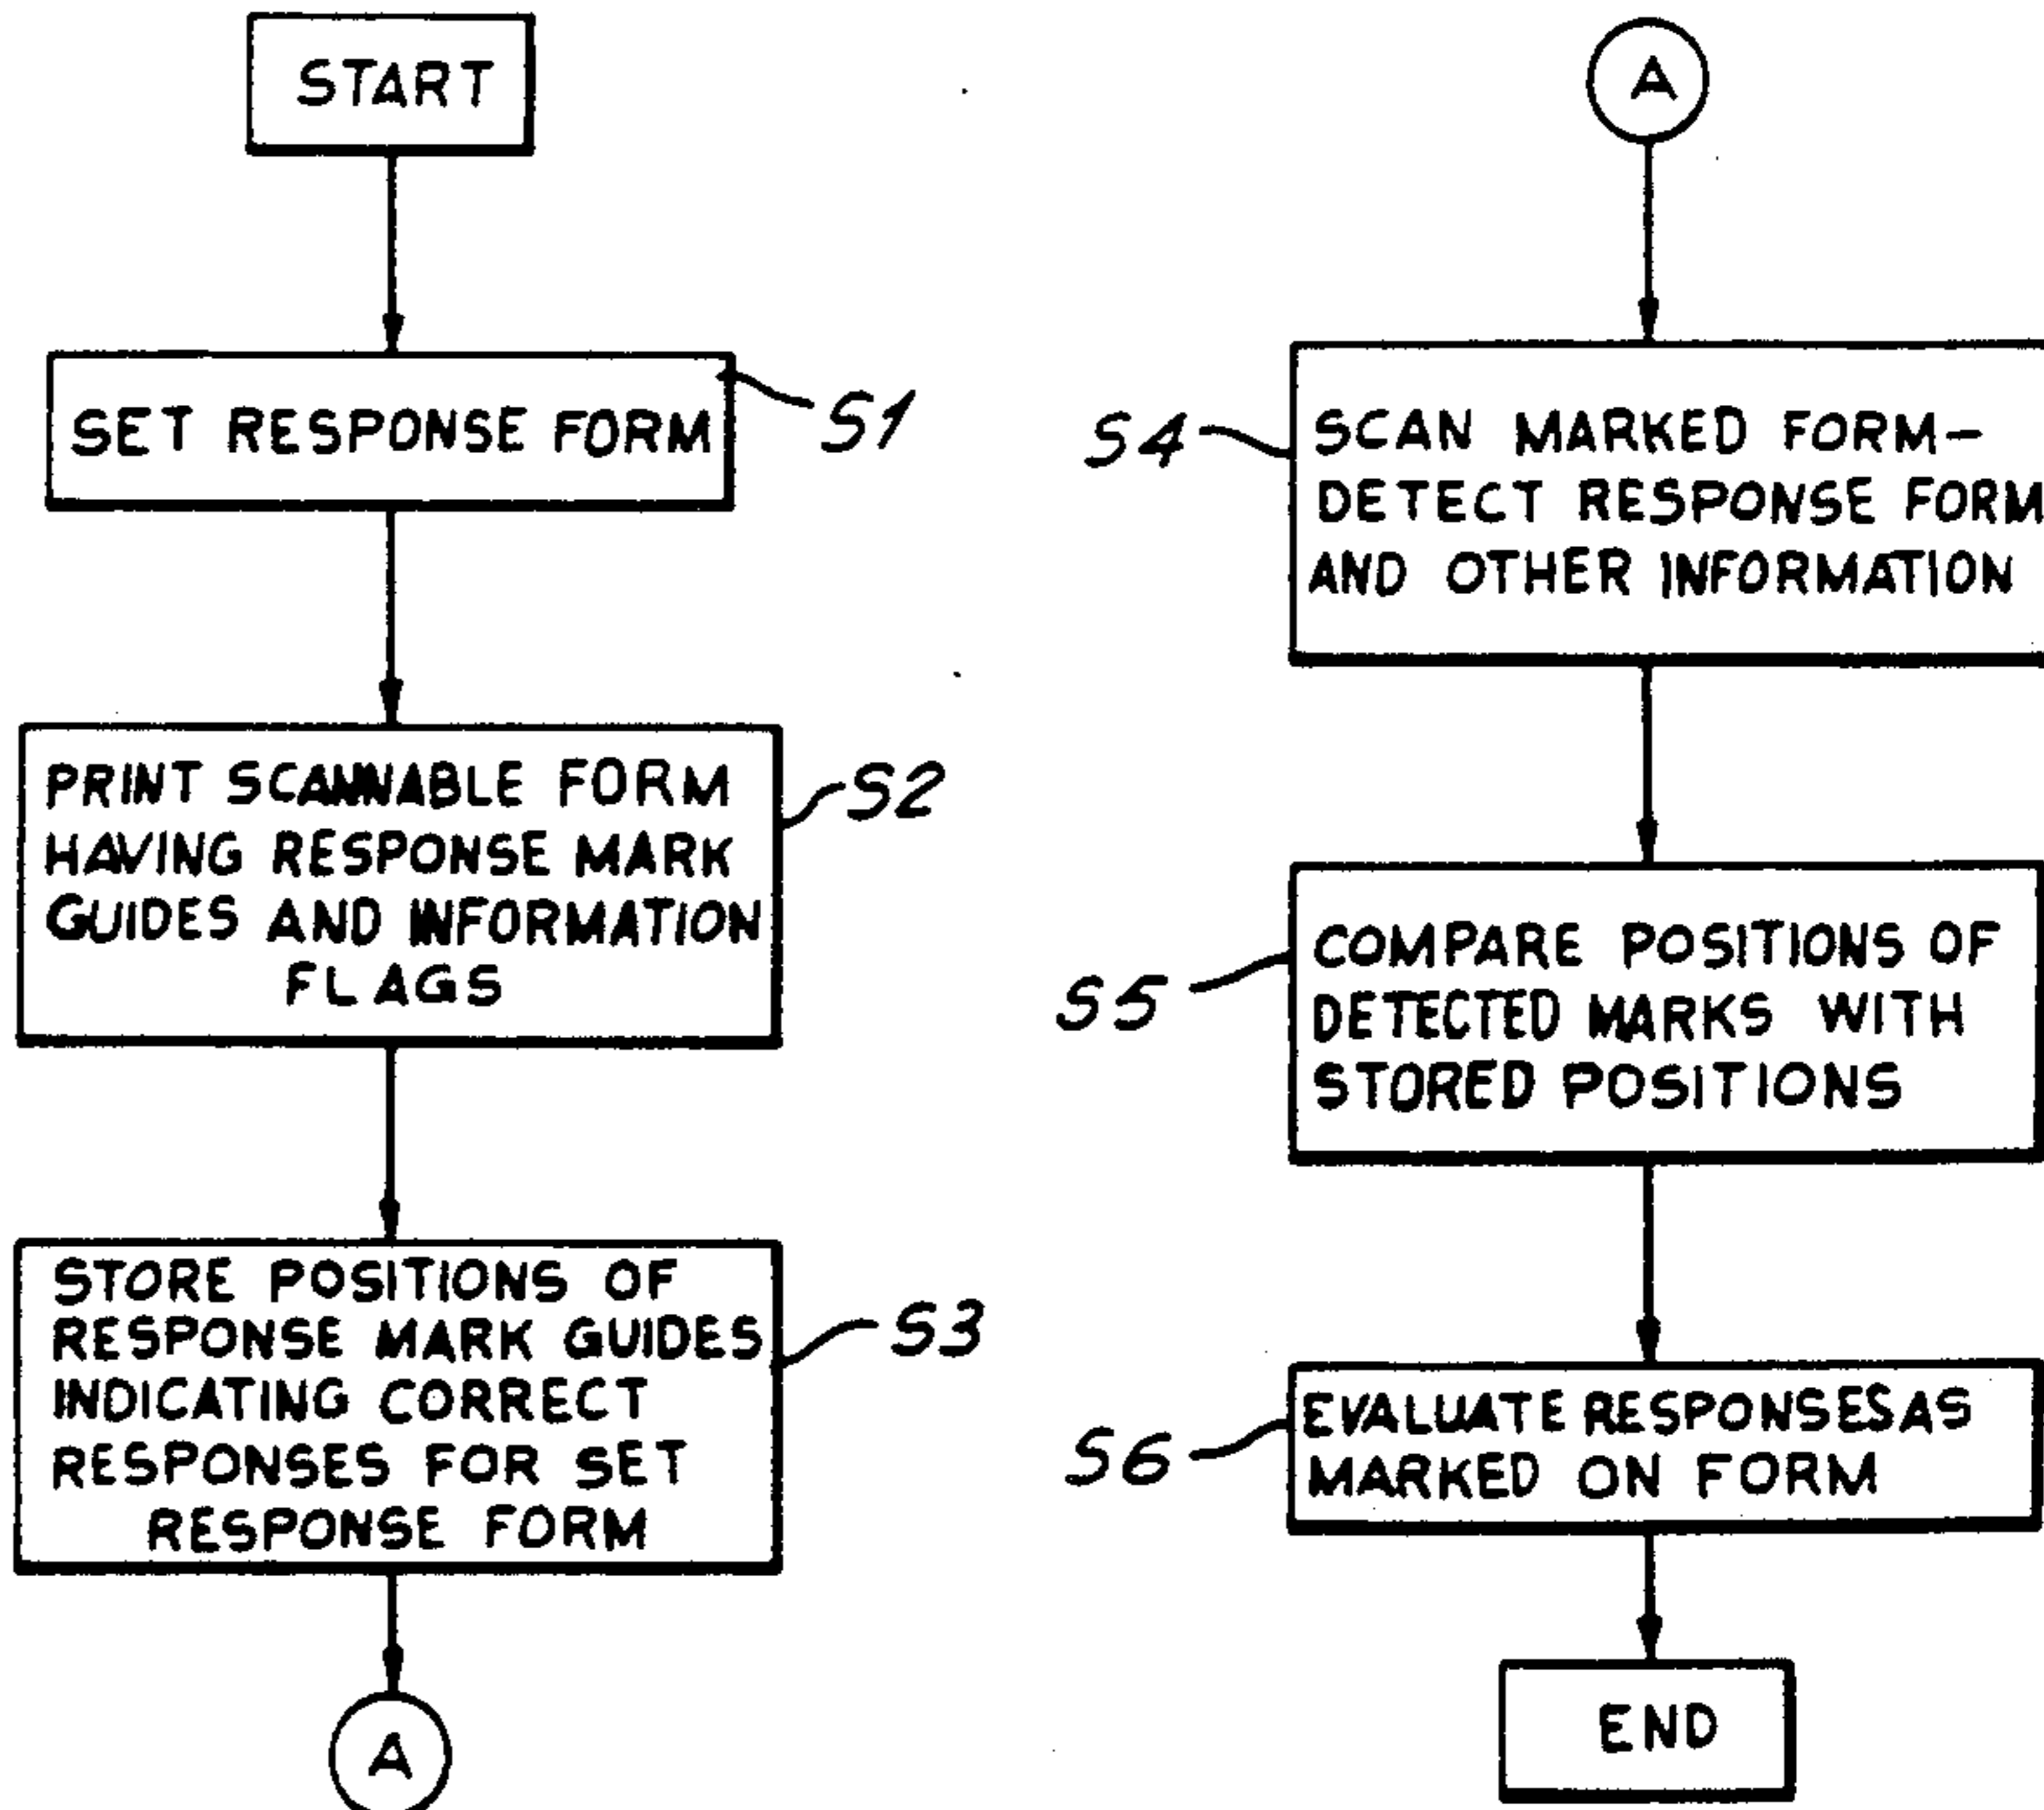 START
SET RESPONSE FORM
S1
PRINT SCANNABLE FORM
HAVING RESPONSE MARK
GUIDES AND INFORMATION
FLAGS
S2
STORE POSITIONS OF
RESPONSE MARK GUIDES
INDICATING CORRECT
RESPONSES FOR SET
RESPONSE FORM
S3
A
A
S4
SCAN MARKED FORM-
DETECT RESPONSE FORM
AND OTHER INFORMATION
S5
COMPARE POSITIONS OF
DETECTED MARKS WITH
STORED POSITIONS
S6
EVALUATE RESPONSES AS
MARKED ON FORM
END